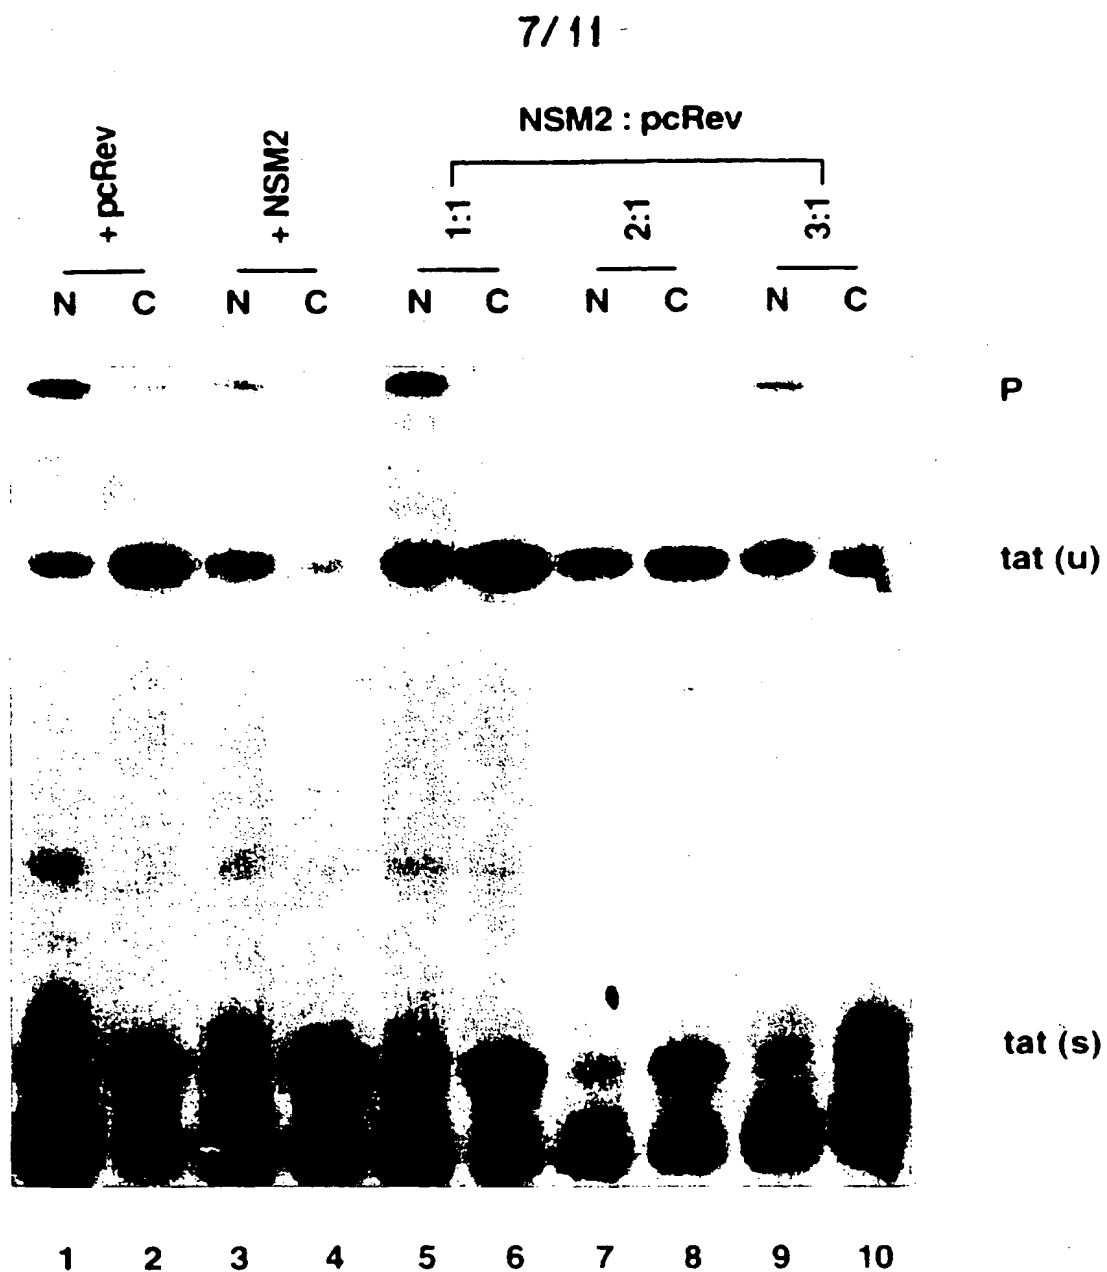 7/11
NSM2 : pcRev
+ pcRev
+ NSM2
1:1
2:1
3:1
N C N C N C N C N C
P
tat (u)
tat (s)
1 2 3 4 5 6 7 8 9 10